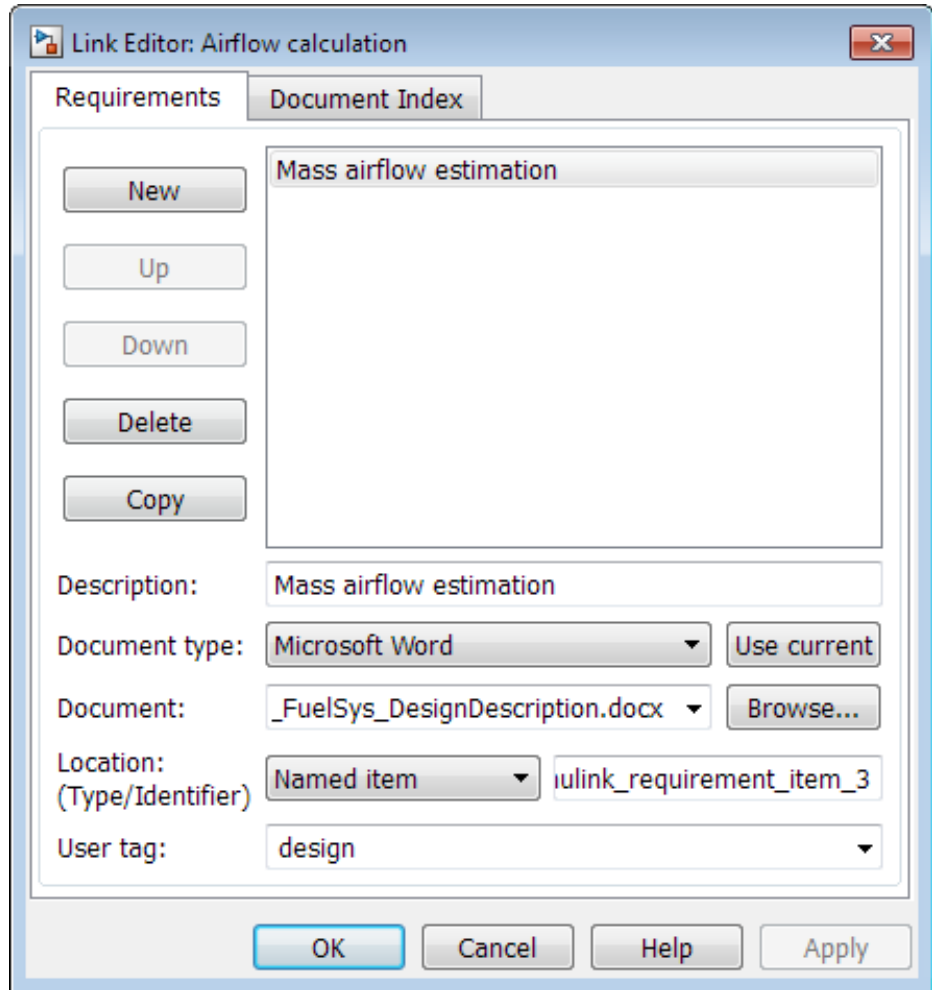 Link Editor: Airflow calculation
Requirements
Document Index
New
Up
Down
Delete
Copy
Mass airflow estimation
Description:
Mass airflow estimation
Document type:
Microsoft Word
Use current
Document:
_FuelSys_DesignDescription.docx
Browse...
Location:
(Type/Identifier)
Named item
ulink_requirement_item_3
User tag:
design
OK
Cancel
Help
Apply